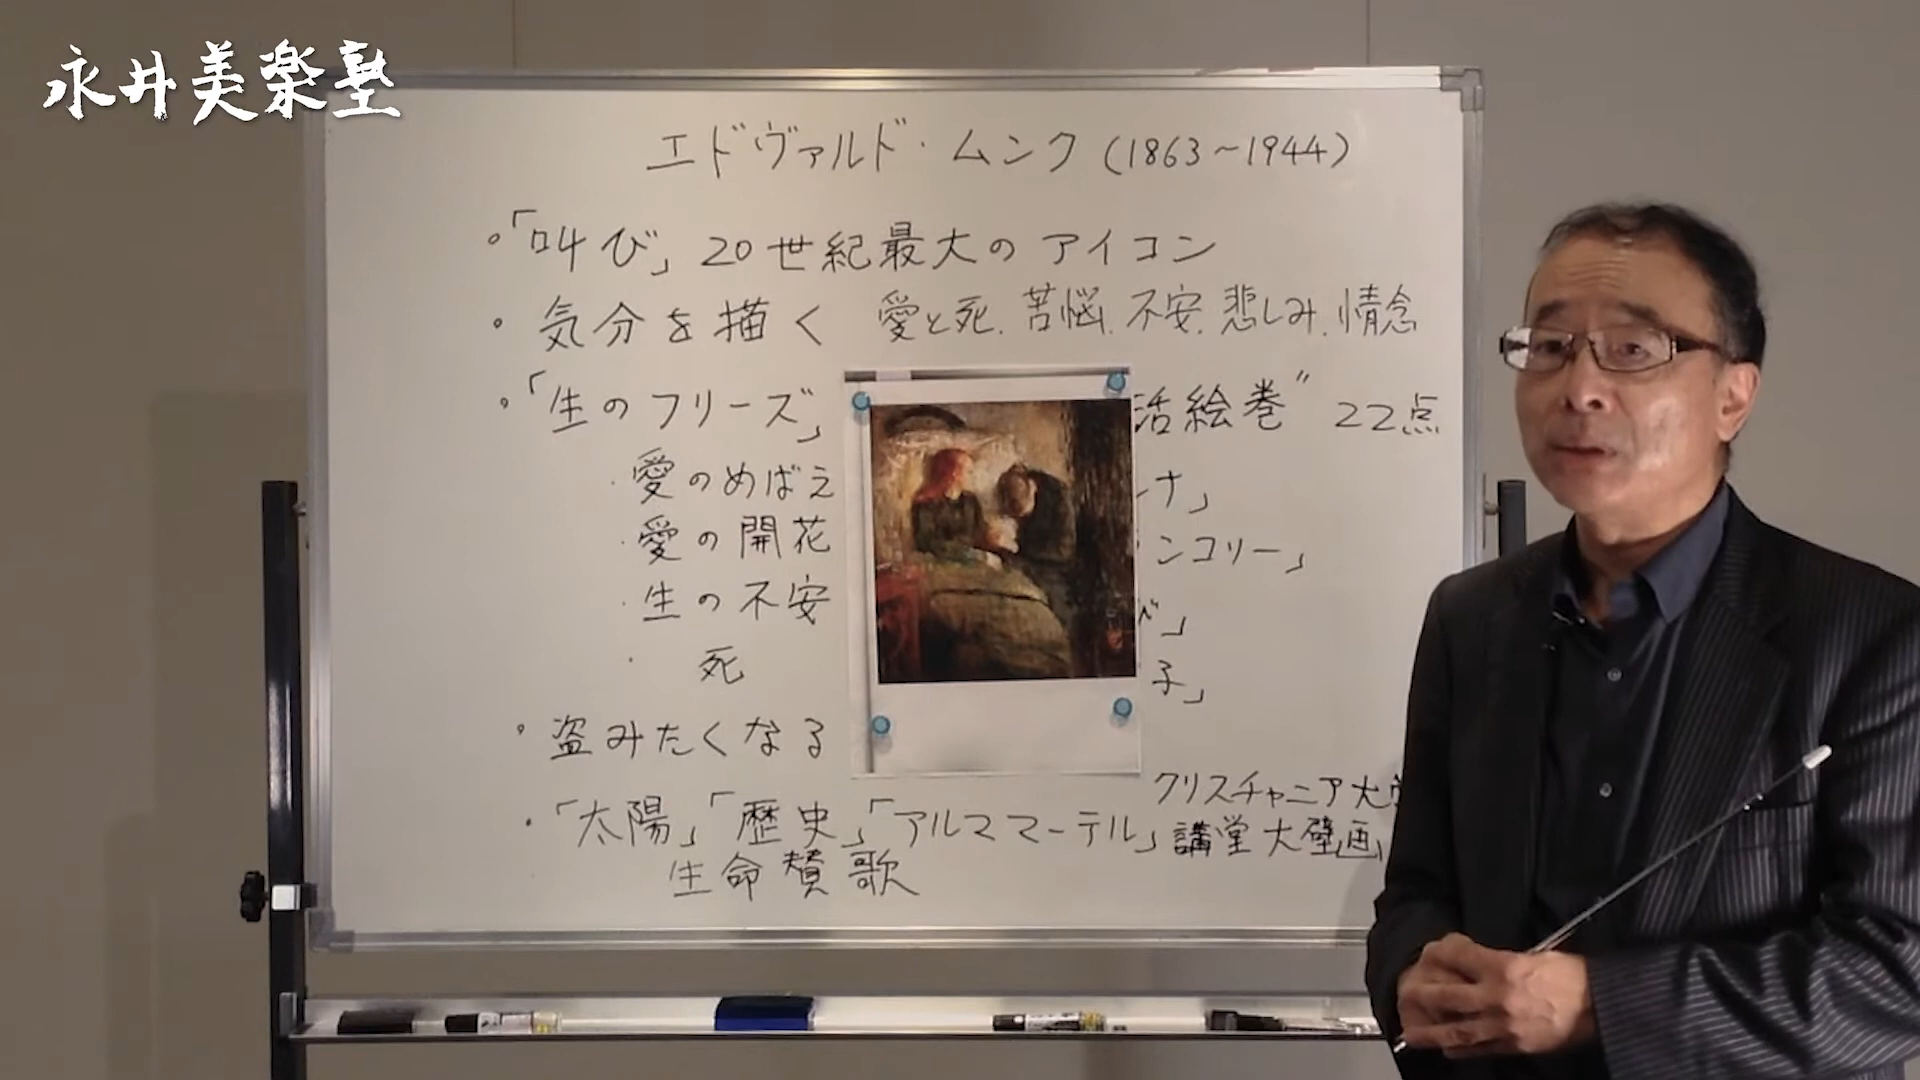 永井美楽塾
エドヴァルド・ムンク(1863〜1944)
・「叫び」20世紀最大のアイコン
・気分を描く 愛と死.苦悩.不安.悲しみ.情念
・「生のフリーズ」 活絵巻” 22点
・愛のめばえ ナ」
・愛の開花 ンコリー」
・生の不安 び」
・死 子」
・盗みたくなる
クリスチャニア大
・「太陽」「歴史」「アルママーテル」講堂大壁画
生命賛歌